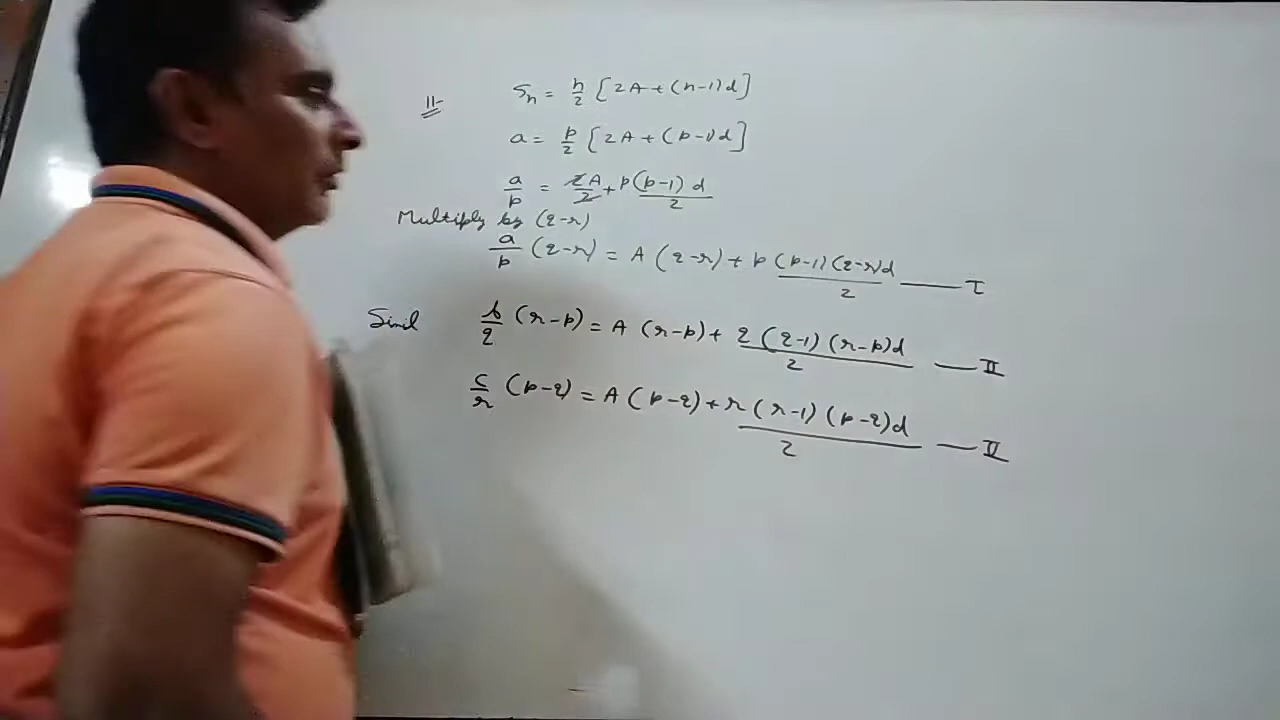 11-
Sn = n/2 [2A + (n-1)d]
a = p/2 [2A + (p-1)d]
a/p = 2A/2 + p(p-1)d/2
Multiply by (q-r)
a/p (q-r) = A(q-r) + p(p-1)(q-r)d/2 — I
Simil b/q (r-p) = A(r-p) + q(q-1)(r-p)d/2 — II
c/r (p-q) = A(p-q) + r(r-1)(p-q)d/2 — II